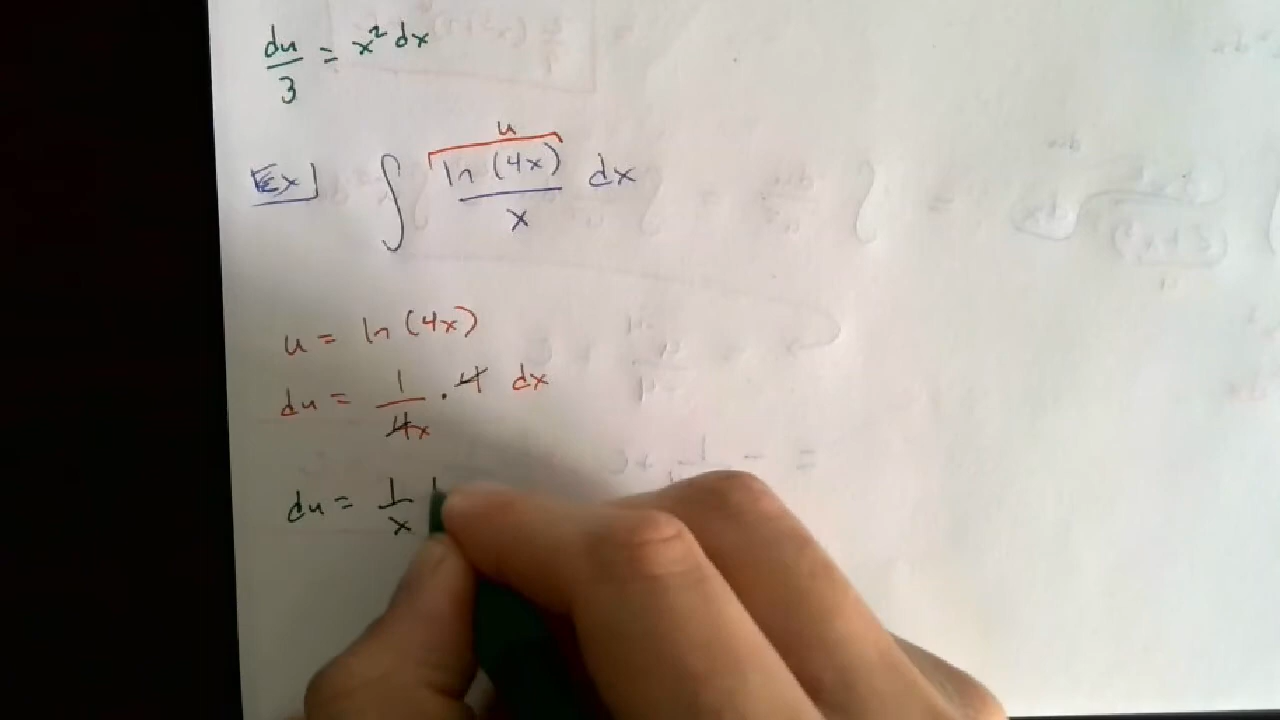 du/3 = x² dx
u
Ex] ∫ ln(4x)/x dx
u = ln(4x)
du = 1/4x · 4 dx
du = 1/x